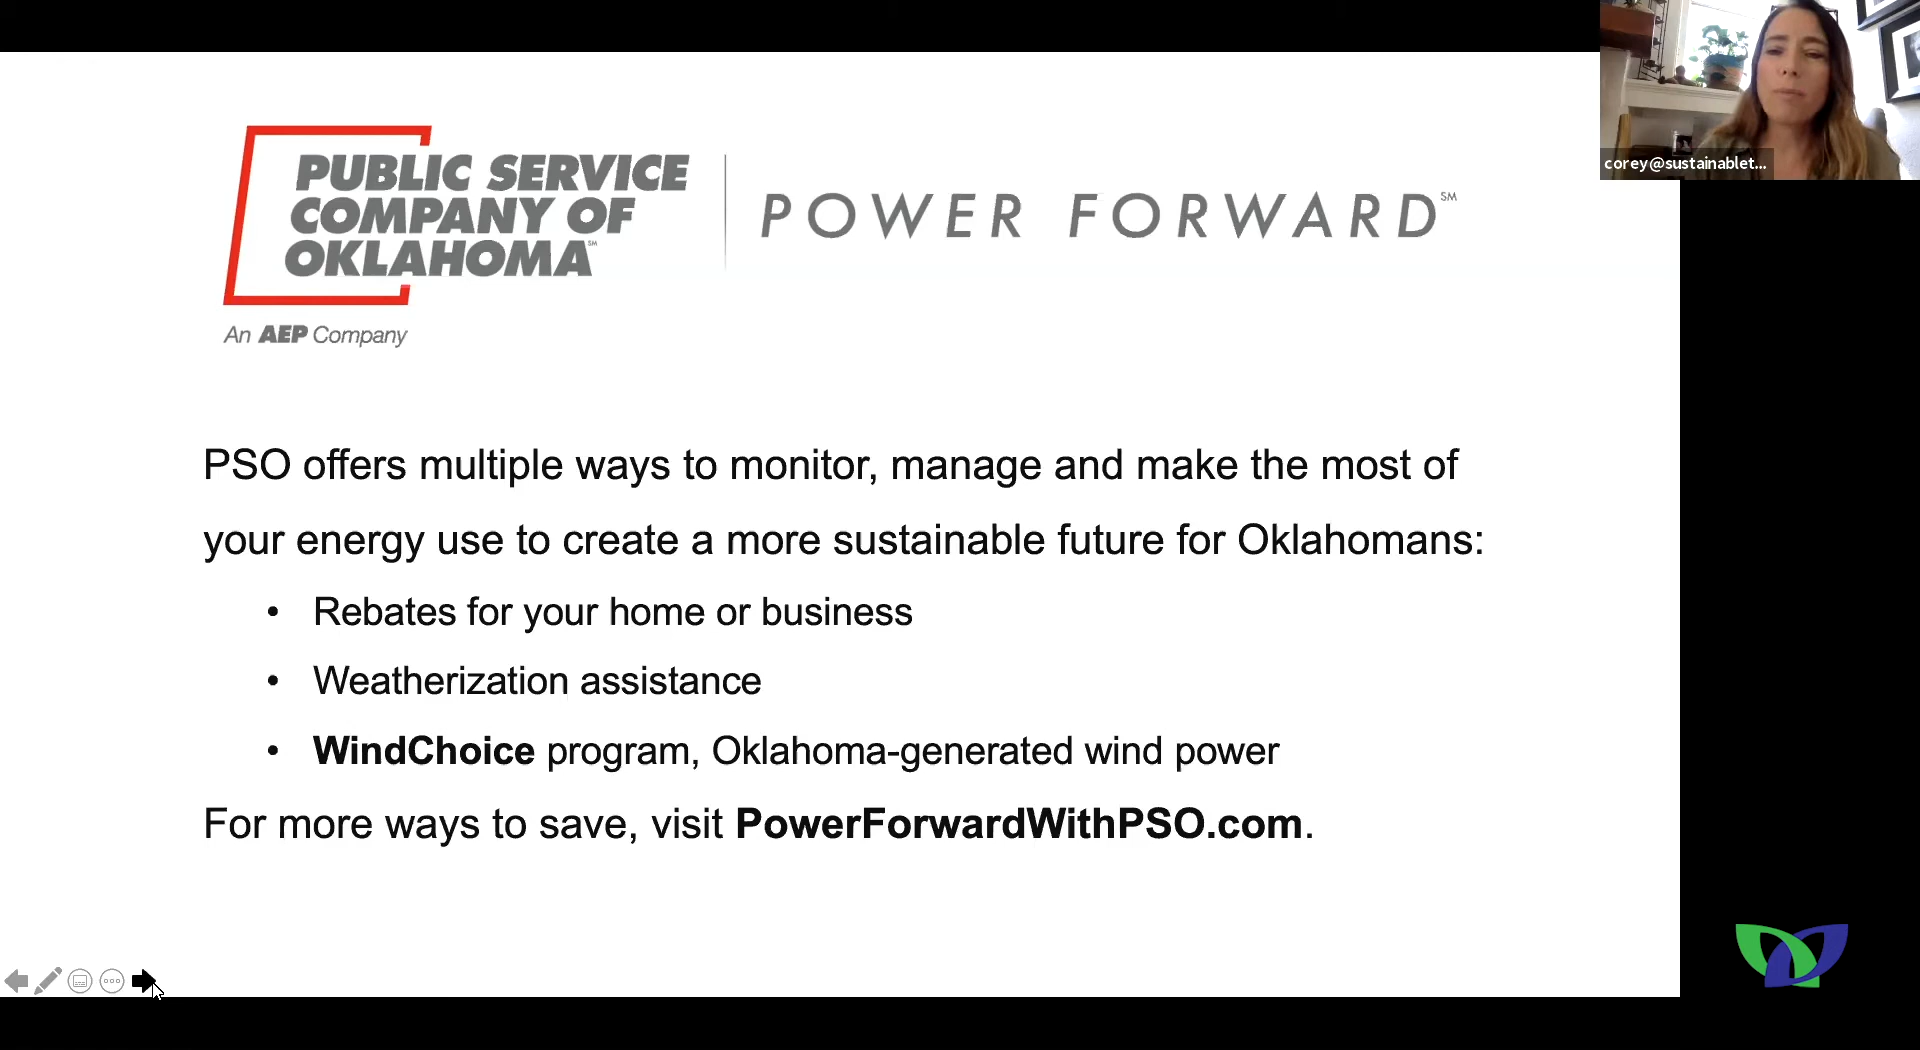 corey@sustainablet...
PUBLIC SERVICE
COMPANY OF
OKLAHOMA℠
An AEP Company
POWER FORWARD℠
PSO offers multiple ways to monitor, manage and make the most of
your energy use to create a more sustainable future for Oklahomans:
• Rebates for your home or business
• Weatherization assistance
• WindChoice program, Oklahoma-generated wind power
For more ways to save, visit PowerForwardWithPSO.com.